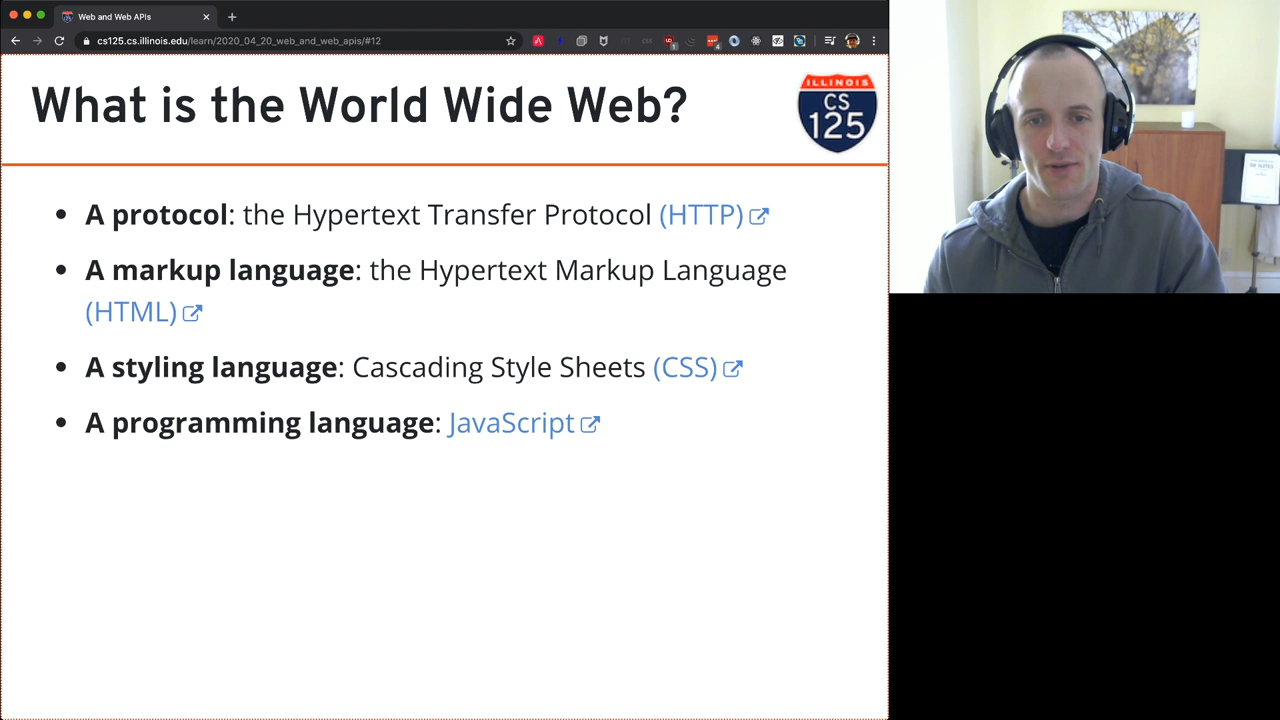 Web and Web APIs
cs125.cs.illinois.edu/learn/2020_04_20_web_and_web_apis/#12
What is the World Wide Web?
ILLINOIS
CS
125
A protocol: the Hypertext Transfer Protocol (HTTP)
A markup language: the Hypertext Markup Language
(HTML)
A styling language: Cascading Style Sheets (CSS)
A programming language: JavaScript